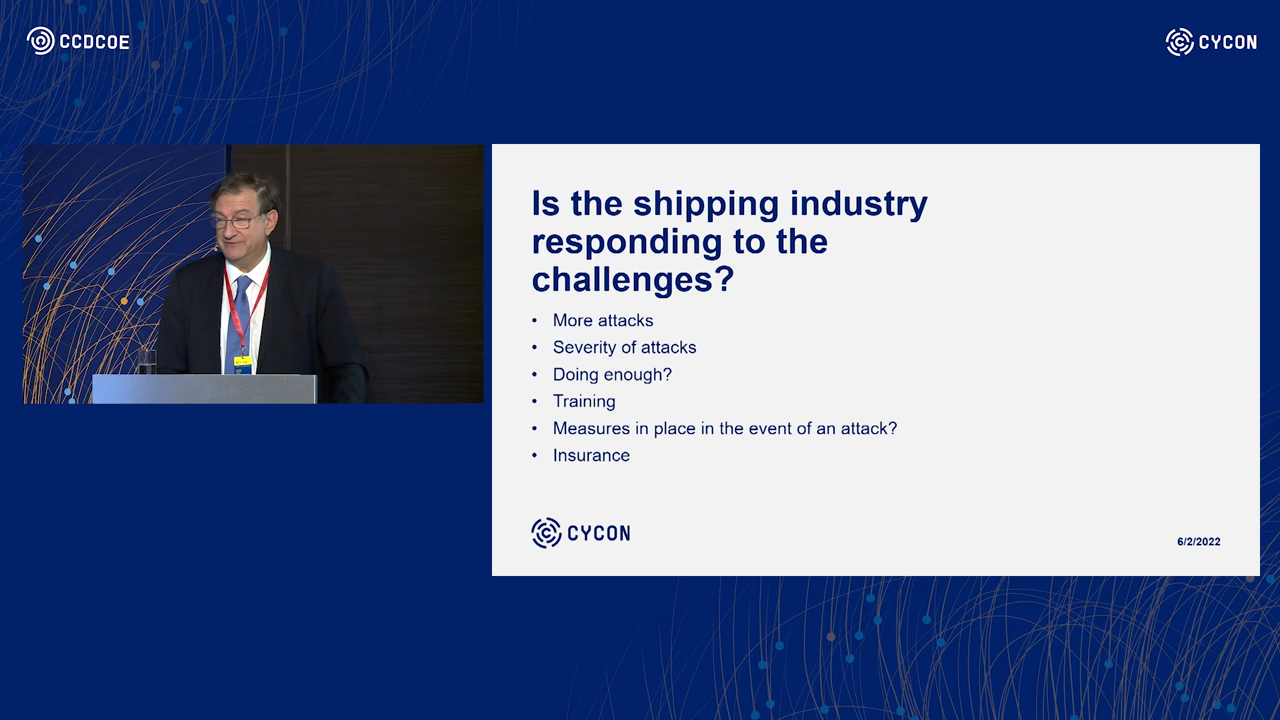 CCDCOE
CYCON
Is the shipping industry
responding to the
challenges?
• More attacks
• Severity of attacks
• Doing enough?
• Training
• Measures in place in the event of an attack?
• Insurance
CYCON
6/2/2022